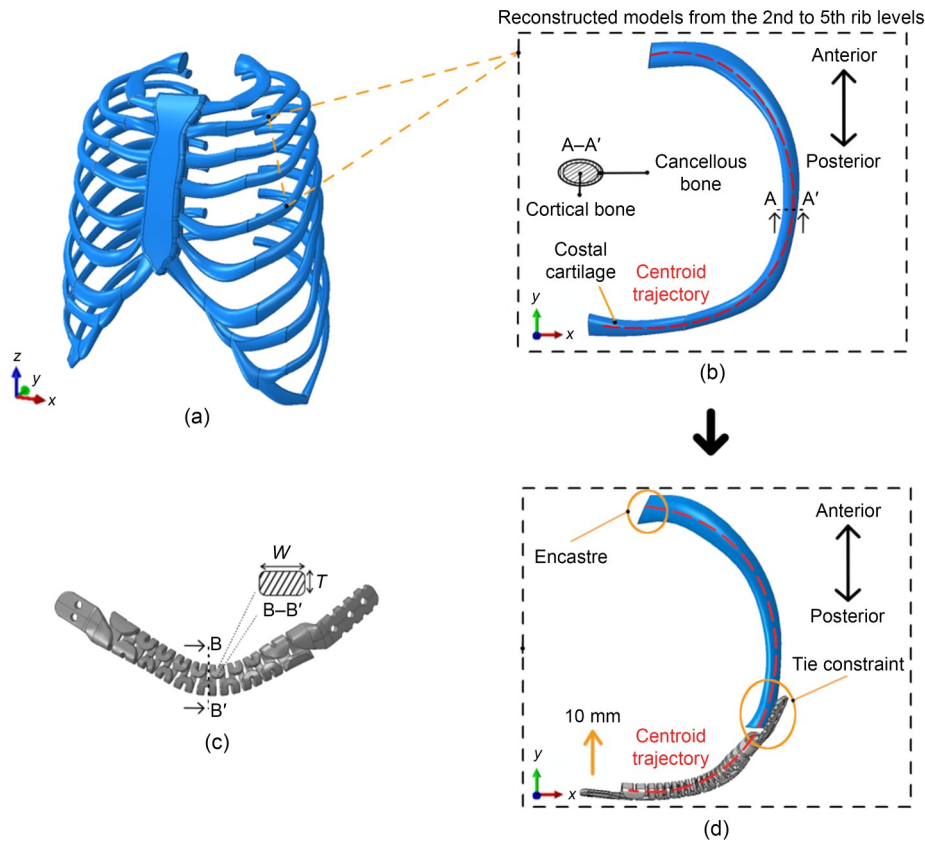 Reconstructed models from the 2nd to 5th rib levels
z
y
x
(a)
Anterior
Posterior
A–A′
Cancellous
bone
Cortical bone
A
A′
Costal
cartilage
Centroid
trajectory
y
x
(b)
W
T
B–B′
B
B′
(c)
Encastre
Anterior
Posterior
Tie constraint
10 mm
Centroid
trajectory
y
x
(d)